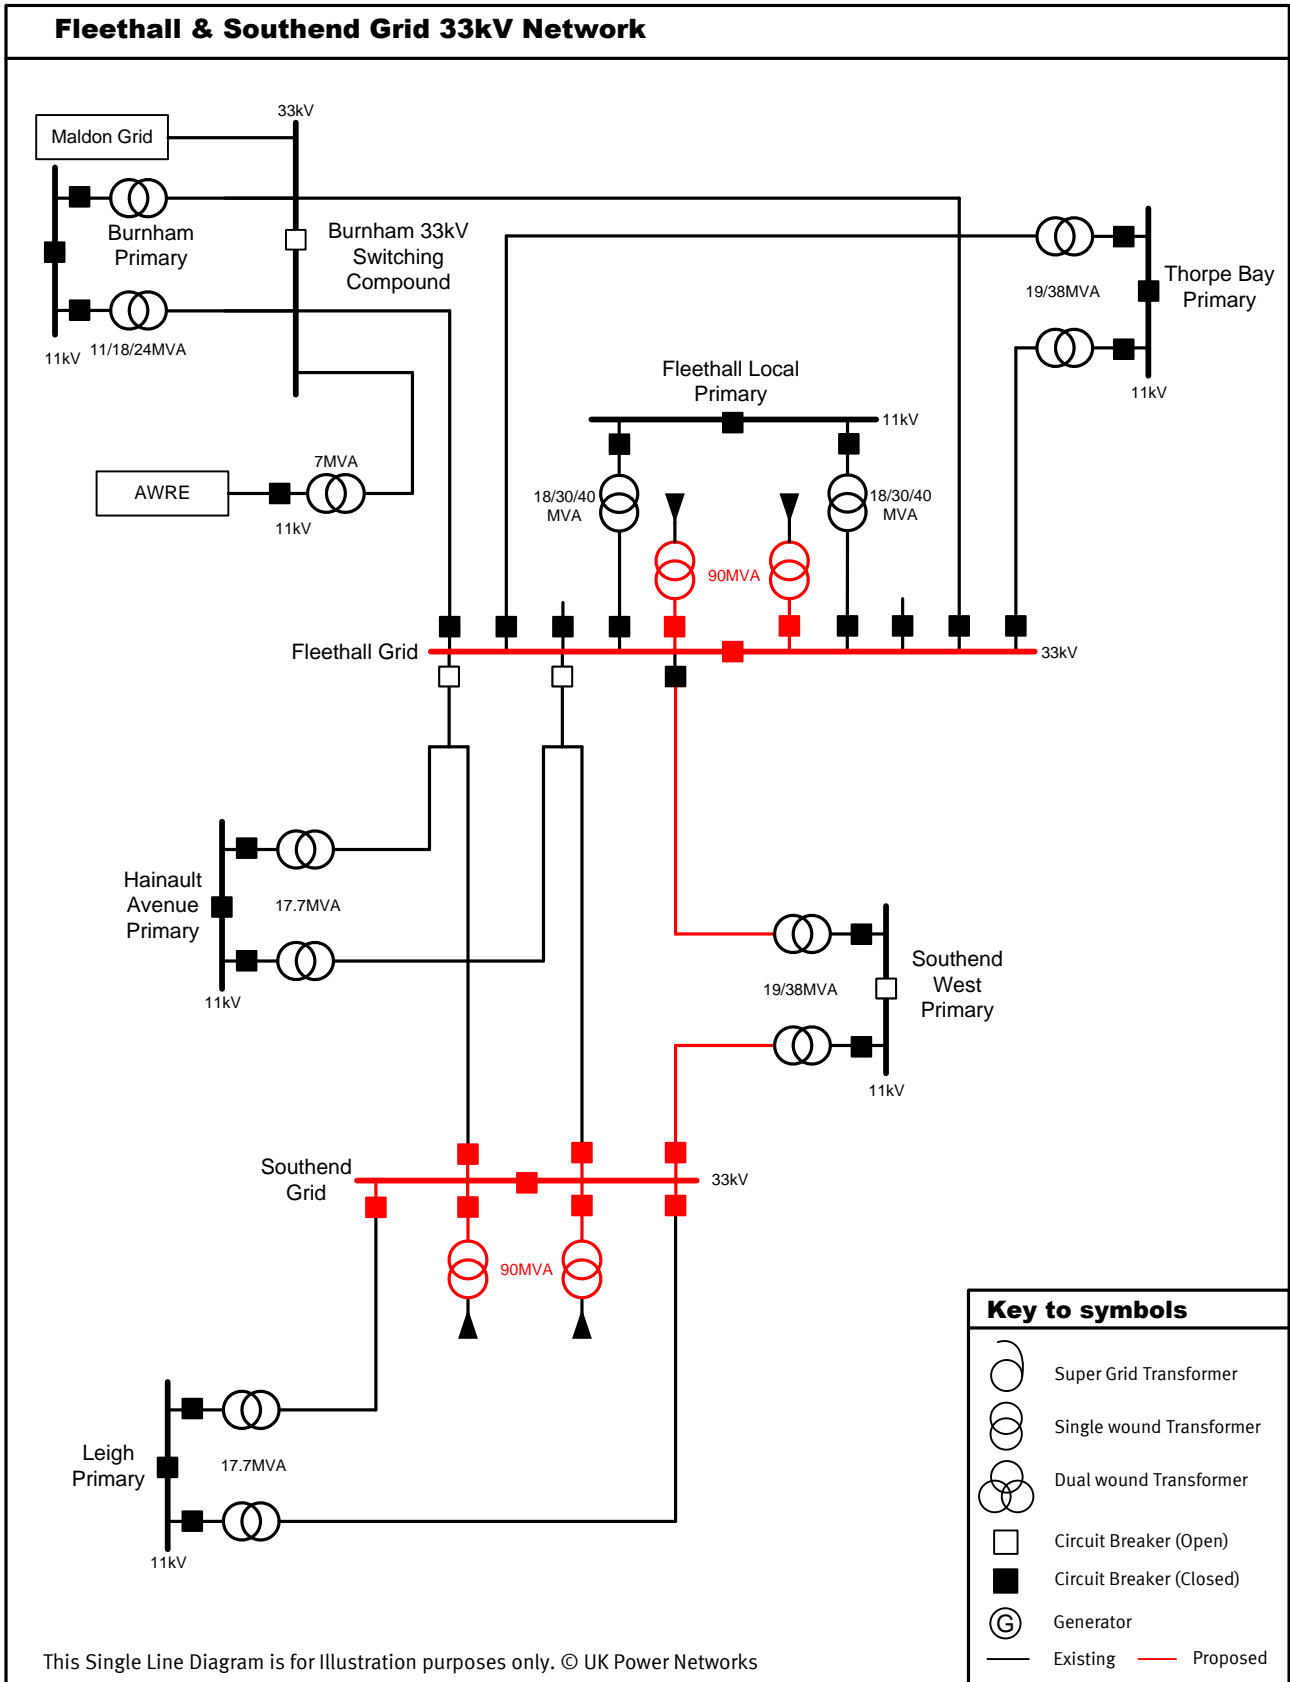 Fleethall & Southend Grid 33kV Network
33kV
Maldon Grid
Burnham
Primary
Burnham 33kV
Switching
Compound
11/18/24MVA
11kV
19/38MVA
Thorpe Bay
Primary
11kV
Fleethall Local
Primary
11kV
7MVA
AWRE
11kV
18/30/40
MVA
18/30/40
MVA
90MVA
Fleethall Grid
33kV
Hainault
Avenue
Primary
17.7MVA
11kV
19/38MVA
Southend
West
Primary
11kV
Southend
Grid
33kV
90MVA
Leigh
Primary
17.7MVA
11kV
Key to symbols
Super Grid Transformer
Single wound Transformer
Dual wound Transformer
Circuit Breaker (Open)
Circuit Breaker (Closed)
G
Generator
Existing
Proposed
This Single Line Diagram is for Illustration purposes only. © UK Power Networks